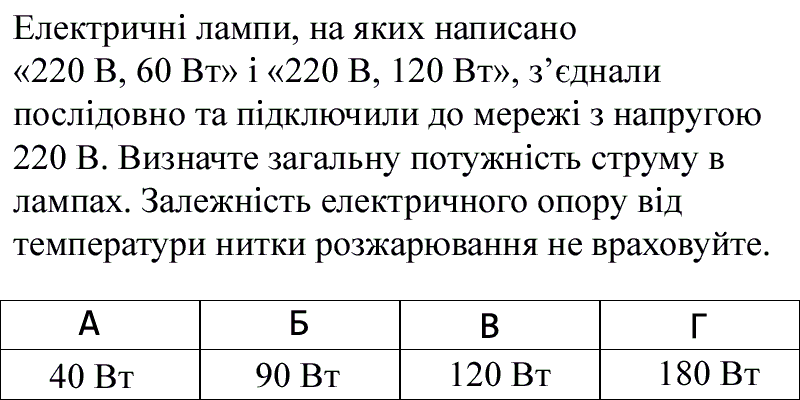 Електричні лампи, на яких написано
«220 В, 60 Вт» і «220 В, 120 Вт», з’єднали
послідовно та підключили до мережі з напругою
220 В. Визначте загальну потужність струму в
лампах. Залежність електричного опору від
температури нитки розжарювання не враховуйте.
А Б В Г
40 Вт 90 Вт 120 Вт 180 Вт